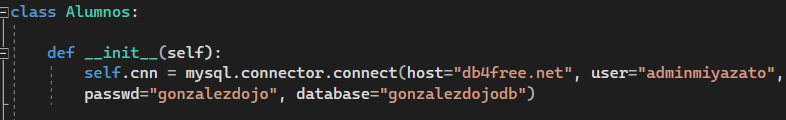 class Alumnos:
def __init__(self):
self.cnn = mysql.connector.connect(host="db4free.net", user="adminmiyazato",
passwd="gonzalezdojo", database="gonzalezdojodb")